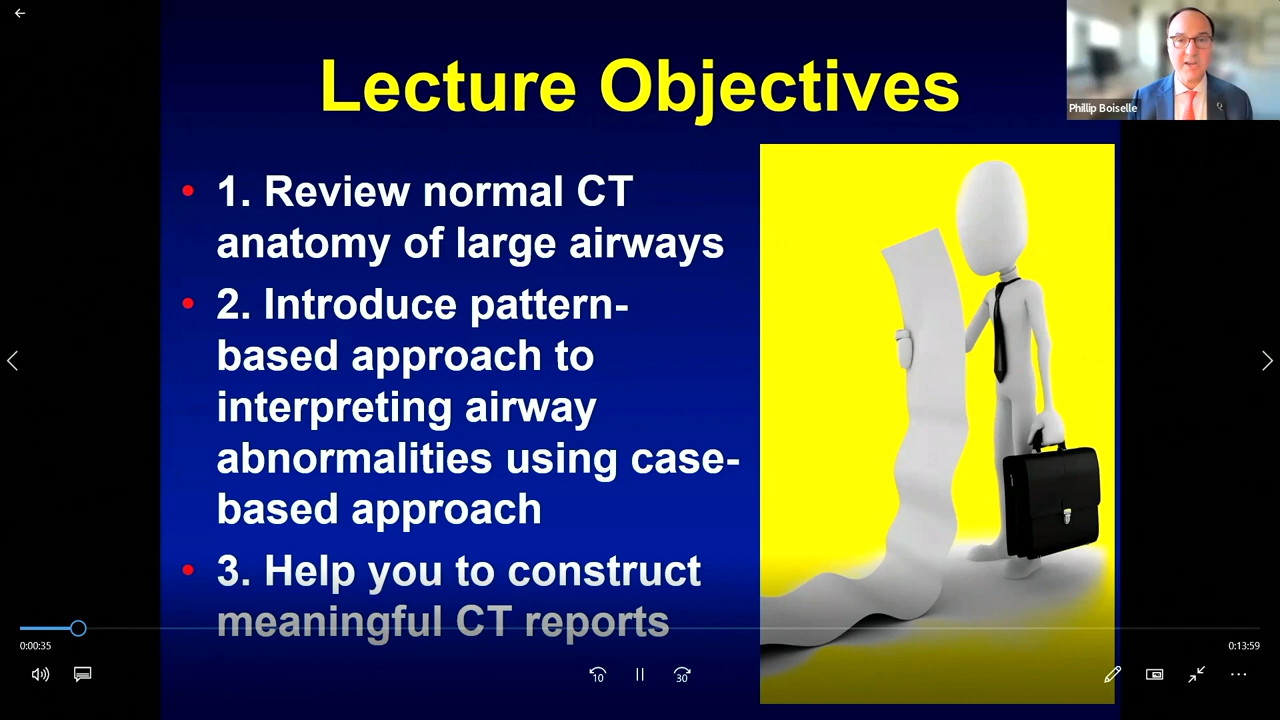 Lecture Objectives
Phillip Boiselle
• 1. Review normal CT
anatomy of large airways
• 2. Introduce pattern-
based approach to
interpreting airway
abnormalities using case-
based approach
• 3. Help you to construct
meaningful CT reports
0:00:35
0:13:59
10
30